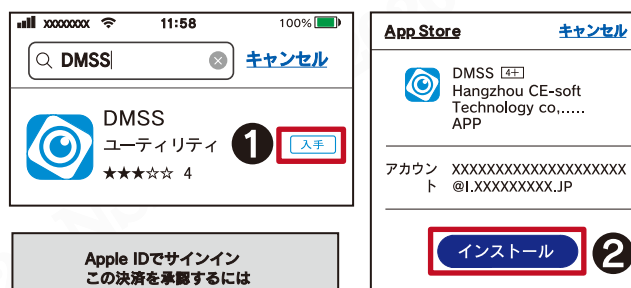 xxxxxxxx 11:58 100%
DMSS キャンセル
DMSS
ユーティリティ
★★★☆☆ 4
❶ 入手
Apple IDでサインイン
この決済を承認するには
App Store キャンセル
DMSS 4+
Hangzhou CE-soft
Technology co,.....
APP
アカウン XXXXXXXXXXXXXXXXXXXX
ト @I.XXXXXXXXX.JP
インストール ❷